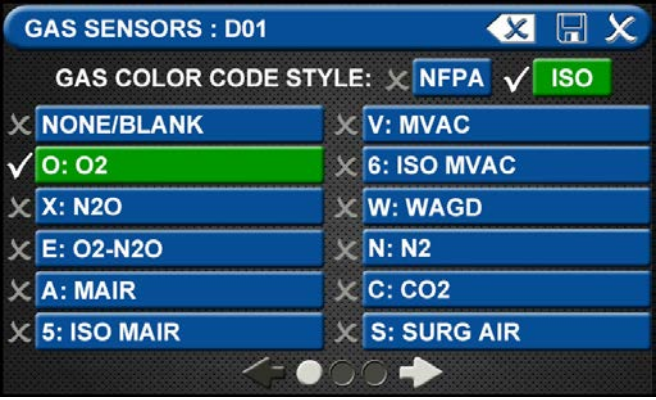 GAS SENSORS : D01
GAS COLOR CODE STYLE: NFPA ISO
NONE/BLANK
V: MVAC
O: O2
6: ISO MVAC
X: N2O
W: WAGD
E: O2-N2O
N: N2
A: MAIR
C: CO2
5: ISO MAIR
S: SURG AIR